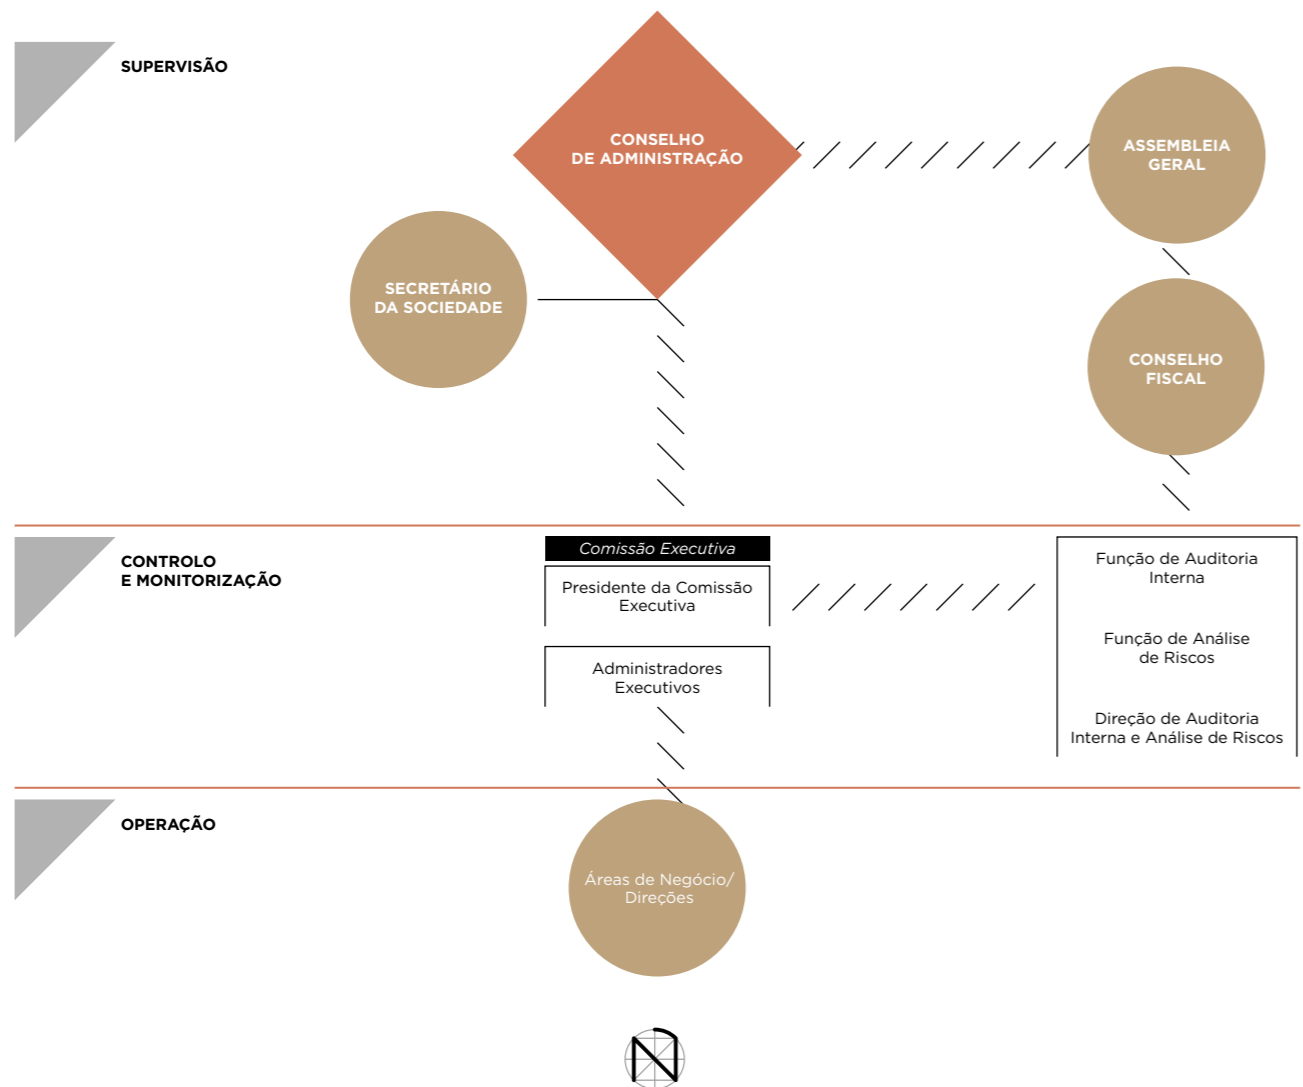 SUPERVISÃO
CONSELHO
DE ADMINISTRAÇÃO
ASSEMBLEIA
GERAL
SECRETÁRIO
DA SOCIEDADE
CONSELHO
FISCAL
CONTROLO
E MONITORIZAÇÃO
Comissão Executiva
Presidente da Comissão
Executiva
Administradores
Executivos
Função de Auditoria
Interna
Função de Análise
de Riscos
Direção de Auditoria
Interna e Análise de Riscos
OPERAÇÃO
Áreas de Negócio/
Direções